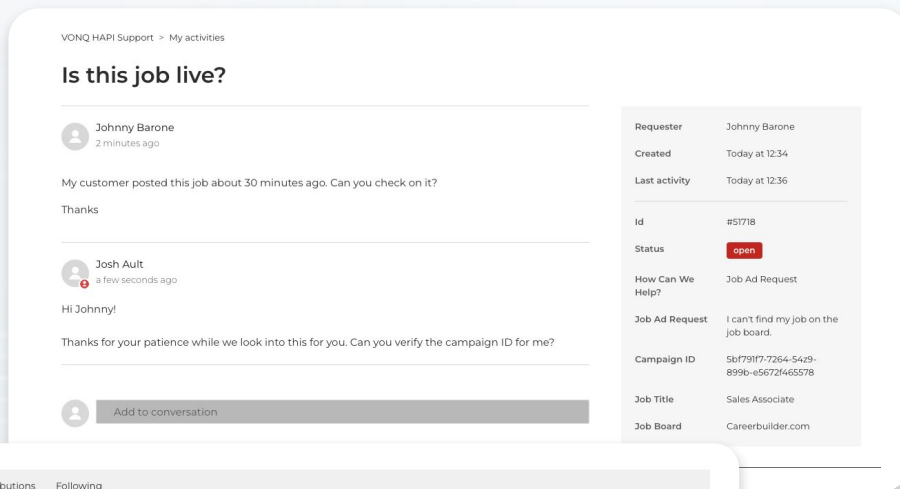 VONQ HAPI Support > My activities
Is this job live?
Johnny Barone
2 minutes ago
My customer posted this job about 30 minutes ago. Can you check on it?
Thanks
Josh Ault
a few seconds ago
Hi Johnny!
Thanks for your patience while we look into this for you. Can you verify the campaign ID for me?
Add to conversation
Requester Johnny Barone
Created Today at 12:34
Last activity Today at 12:36
Id #51718
Status open
How Can We Job Ad Request
Help?
Job Ad Request I can't find my job on the
job board.
Campaign ID 5bf791f7-7264-54z9-
899b-e5672f465578
Job Title Sales Associate
Job Board Careerbuilder.com
butions Following